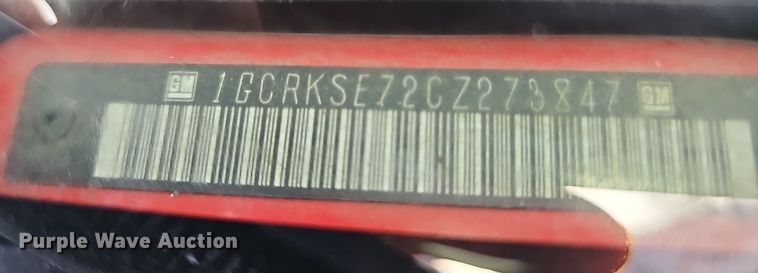 GM 1GCRKSE72CZ273847 GM
Purple Wave Auction